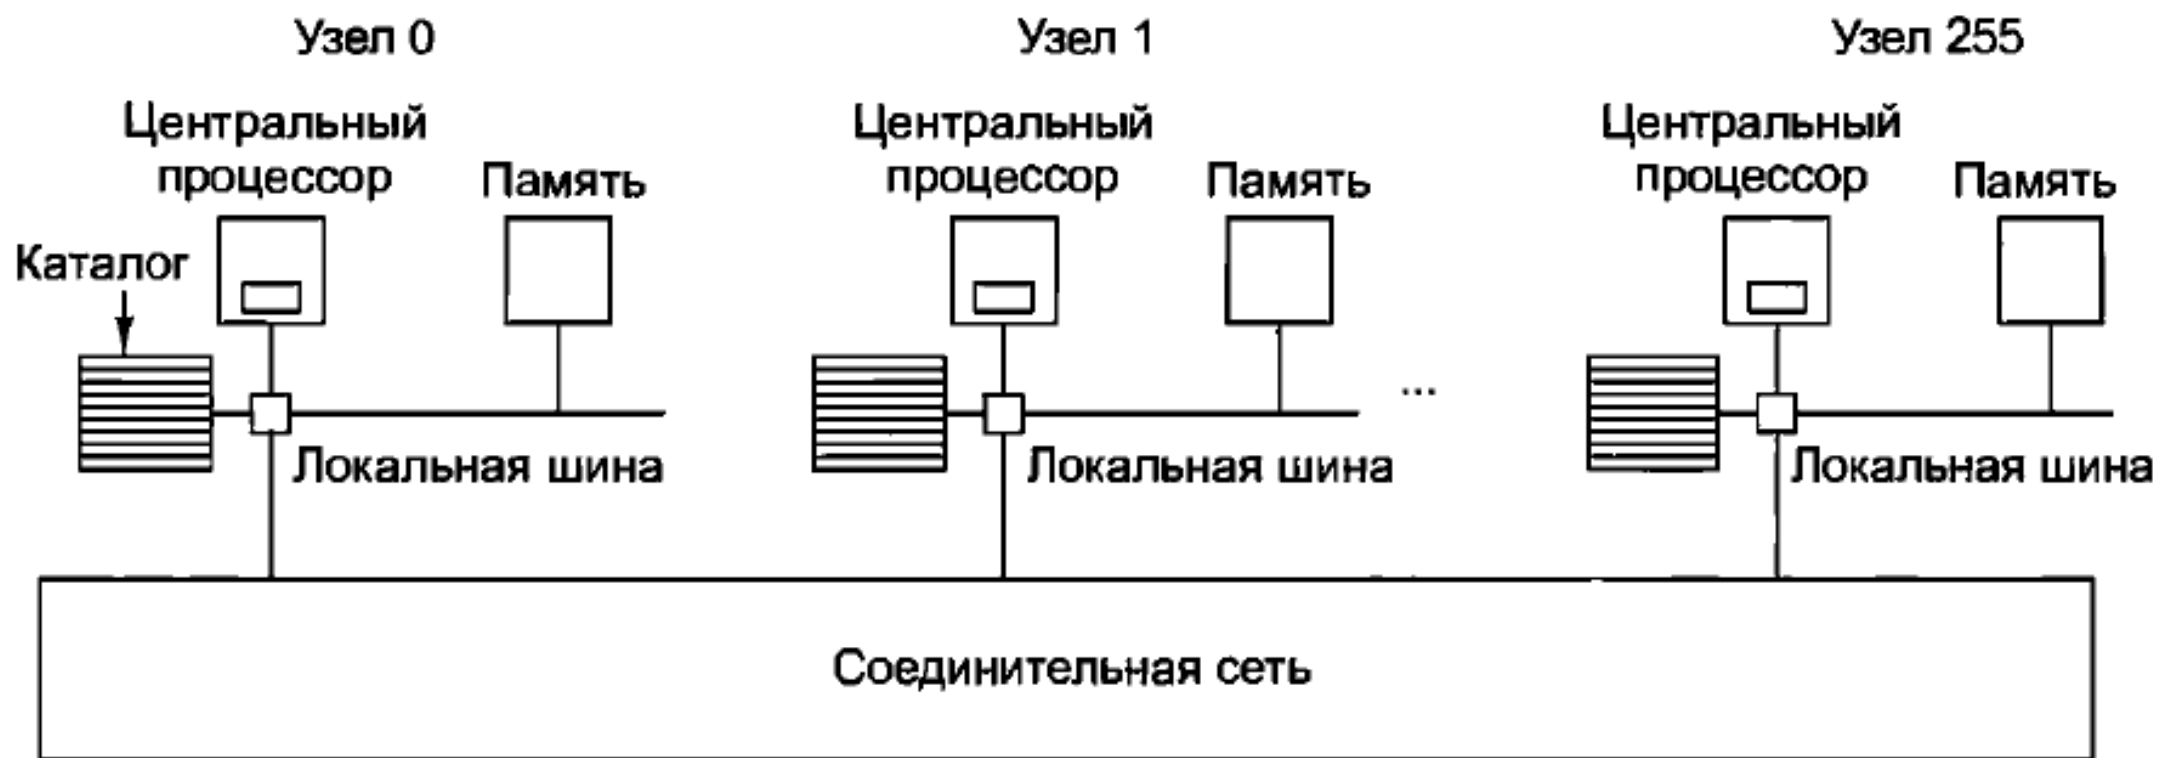 Узел 0
Узел 1
Узел 255
Центральный
процессор
Память
Центральный
процессор
Память
Центральный
процессор
Память
Каталог
...
Локальная шина
Локальная шина
Локальная шина
Соединительная сеть